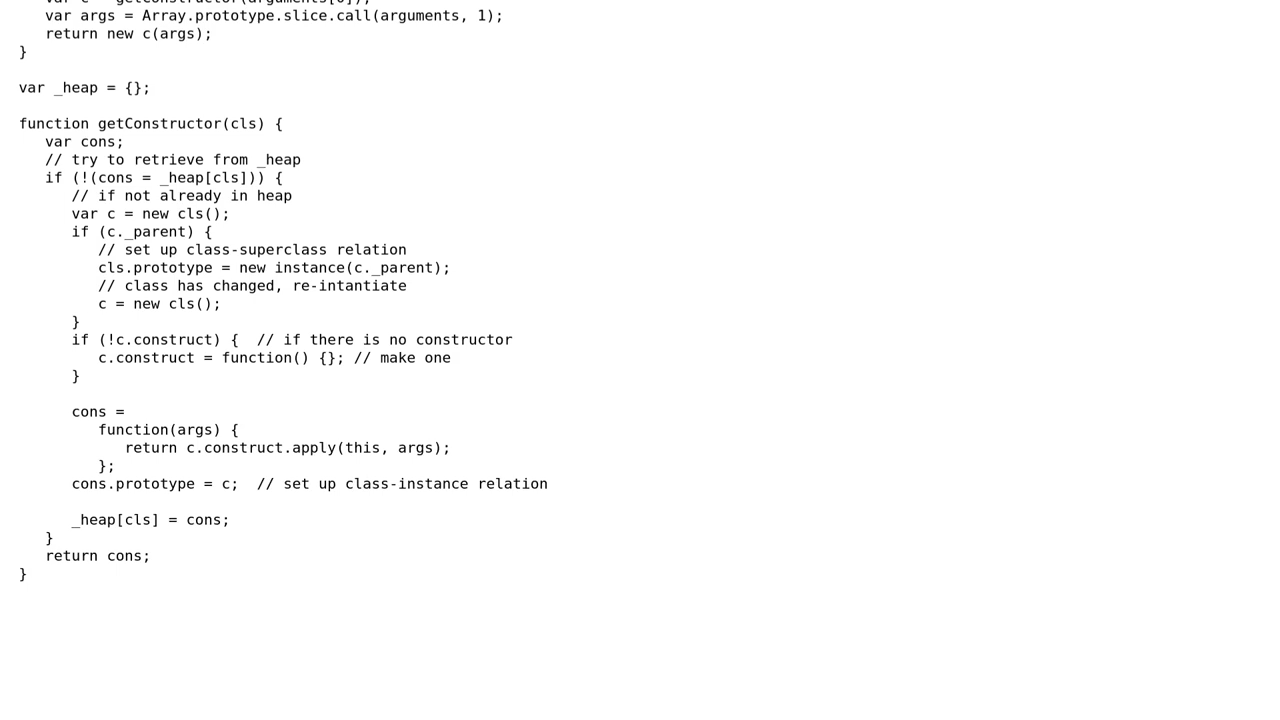 var c = getConstructor(arguments[0]);
   var args = Array.prototype.slice.call(arguments, 1);
   return new c(args);
}

var _heap = {};

function getConstructor(cls) {
   var cons;
   // try to retrieve from _heap
   if (!(cons = _heap[cls])) {
      // if not already in heap
      var c = new cls();
      if (c._parent) {
         // set up class-superclass relation
         cls.prototype = new instance(c._parent);
         // class has changed, re-intantiate
         c = new cls();
      }
      if (!c.construct) {  // if there is no constructor
         c.construct = function() {}; // make one
      }

      cons =
         function(args) {
            return c.construct.apply(this, args);
         };
      cons.prototype = c;  // set up class-instance relation

      _heap[cls] = cons;
   }
   return cons;
}